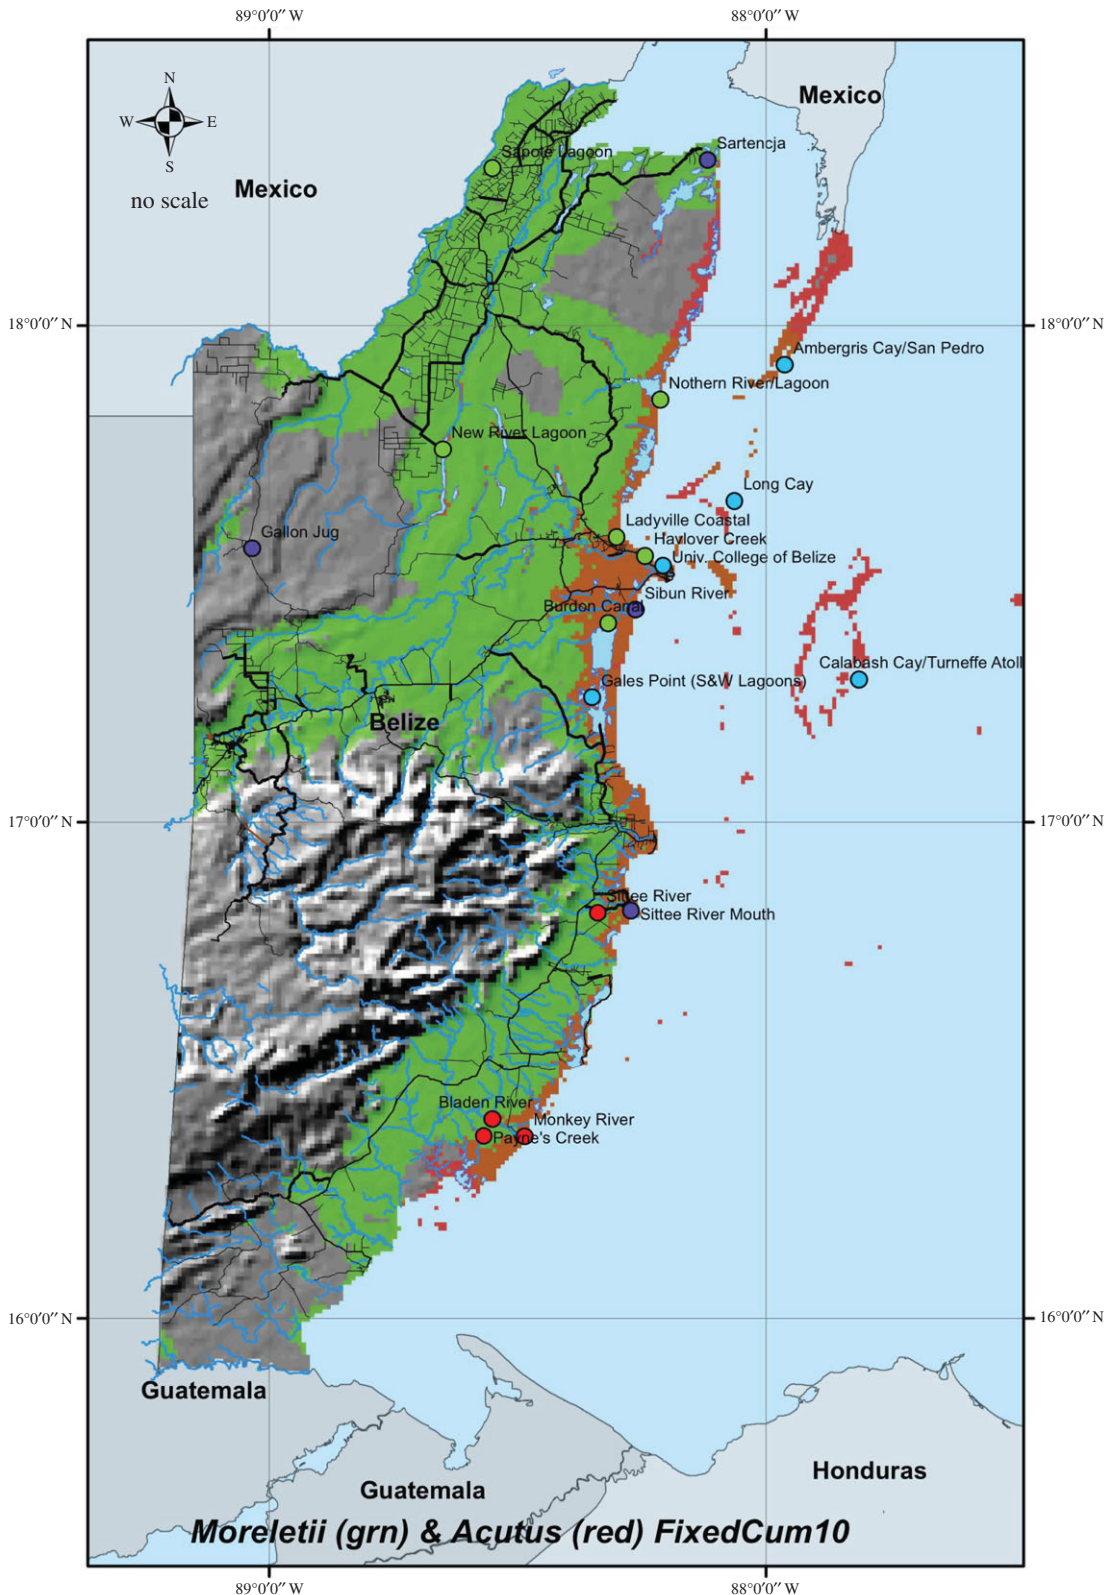 89°0′0″ W
88°0′0″ W
N
W
E
S
no scale
Mexico
Mexico
Sartencja
Sapote Lagoon
18°0′0″ N
18°0′0″ N
Ambergris Cay/San Pedro
Nothern River/Lagoon
New River Lagoon
Long Cay
Ladyville Coastal
Gallon Jug
Haylover Creek
Univ. College of Belize
Sibun River
Burdon Canal
Calabash Cay/Turneffe Atoll
Gales Point (S&W Lagoons)
Belize
17°0′0″ N
17°0′0″ N
Sittee River
Sittee River Mouth
Bladen River
Monkey River
Payne's Creek
16°0′0″ N
16°0′0″ N
Guatemala
Honduras
Guatemala
Moreletii (grn) & Acutus (red) FixedCum10
89°0′0″ W
88°0′0″ W